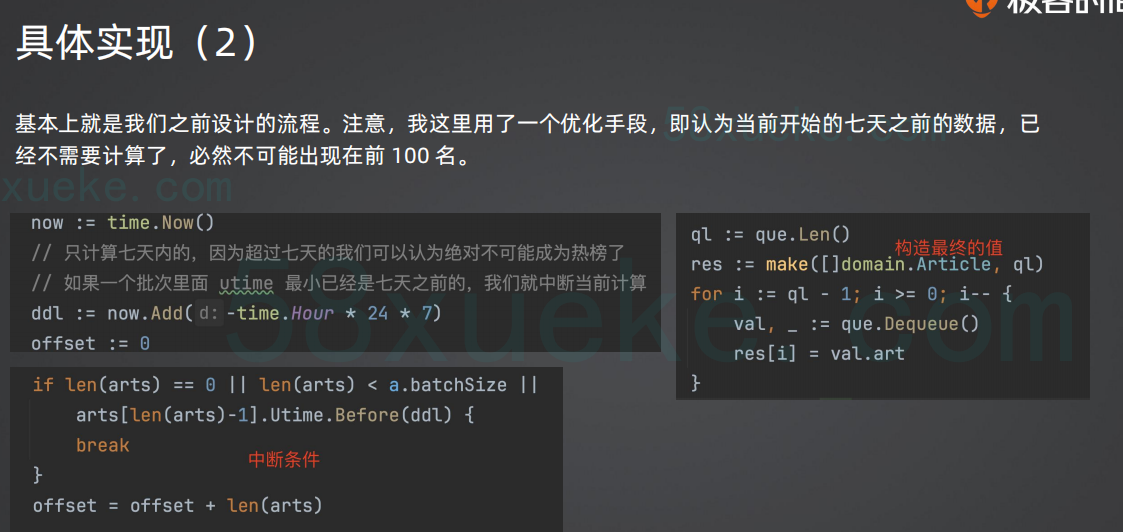 极客时间
具体实现（2）
基本上就是我们之前设计的流程。注意，我这里用了一个优化手段，即认为当前开始的七天之前的数据，已
经不需要计算了，必然不可能出现在前 100 名。
58xueke.com
xueke.com
now := time.Now()
// 只计算七天内的，因为超过七天的我们可以认为绝对不可能成为热榜了
// 如果一个批次里面 utime 最小已经是七天之前的，我们就中断当前计算
ddl := now.Add( d: -time.Hour * 24 * 7)
offset := 0
if len(arts) == 0 || len(arts) < a.batchSize ||
arts[len(arts)-1].Utime.Before(ddl) {
break
}
中断条件
offset = offset + len(arts)
ql := que.Len()
构造最终的值
res := make([]domain.Article, ql)
for i := ql - 1; i >= 0; i-- {
val, _ := que.Dequeue()
res[i] = val.art
}
58xueke.com